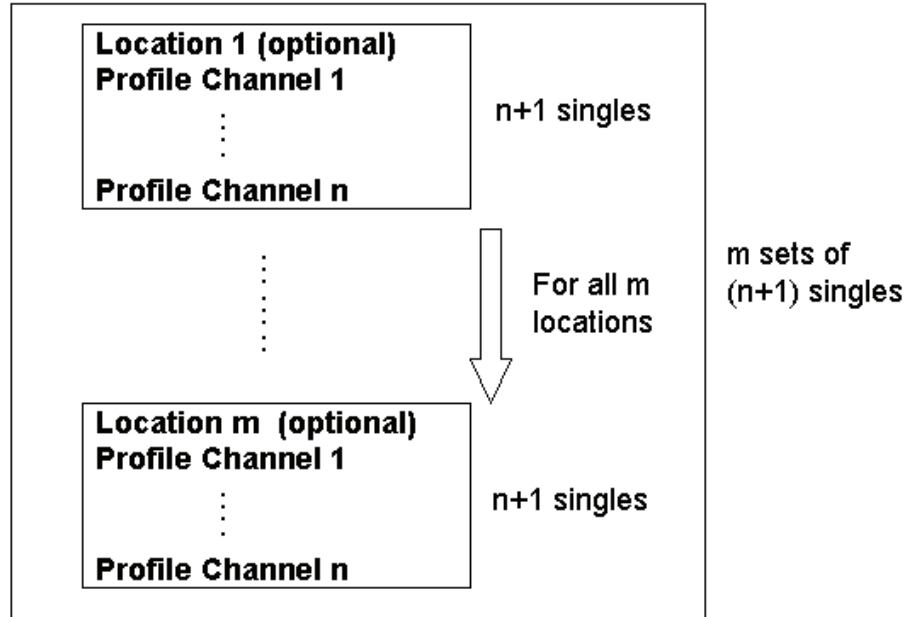 Location 1 (optional)
Profile Channel 1
Profile Channel n
n+1 singles
For all m
locations
m sets of
(n+1) singles
Location m (optional)
Profile Channel 1
Profile Channel n
n+1 singles